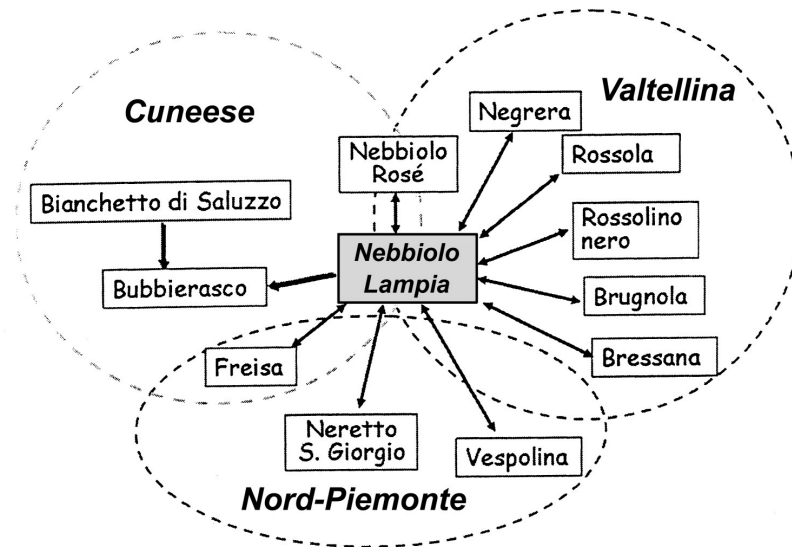 Cuneese
Valtellina
Negrera
Nebbiolo
Rosé
Rossola
Bianchetto di Saluzzo
Rossolino
nero
Nebbiolo
Lampia
Bubbierasco
Brugnola
Freisa
Bressana
Neretto
S. Giorgio
Vespolina
Nord-Piemonte